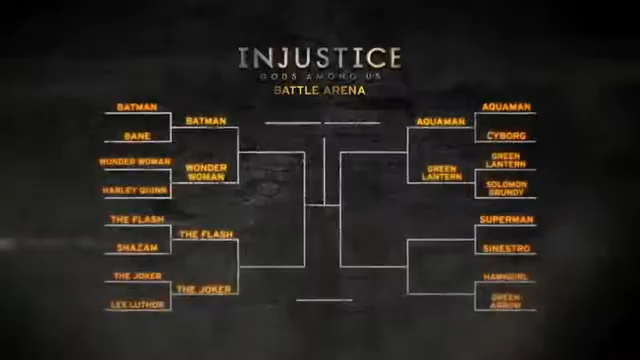 INJUSTICE
GODS AMONG US
BATTLE ARENA
BATMAN
BANE
WONDER WOMAN
HARLEY QUINN
THE FLASH
SHAZAM
THE JOKER
LEX LUTHOR
BATMAN
WONDER
WOMAN
THE FLASH
THE JOKER
AQUAMAN
GREEN
LANTERN
AQUAMAN
CYBORG
GREEN
LANTERN
SOLOMON
GRUNDY
SUPERMAN
SINESTRO
HAWKGIRL
GREEN
ARROW